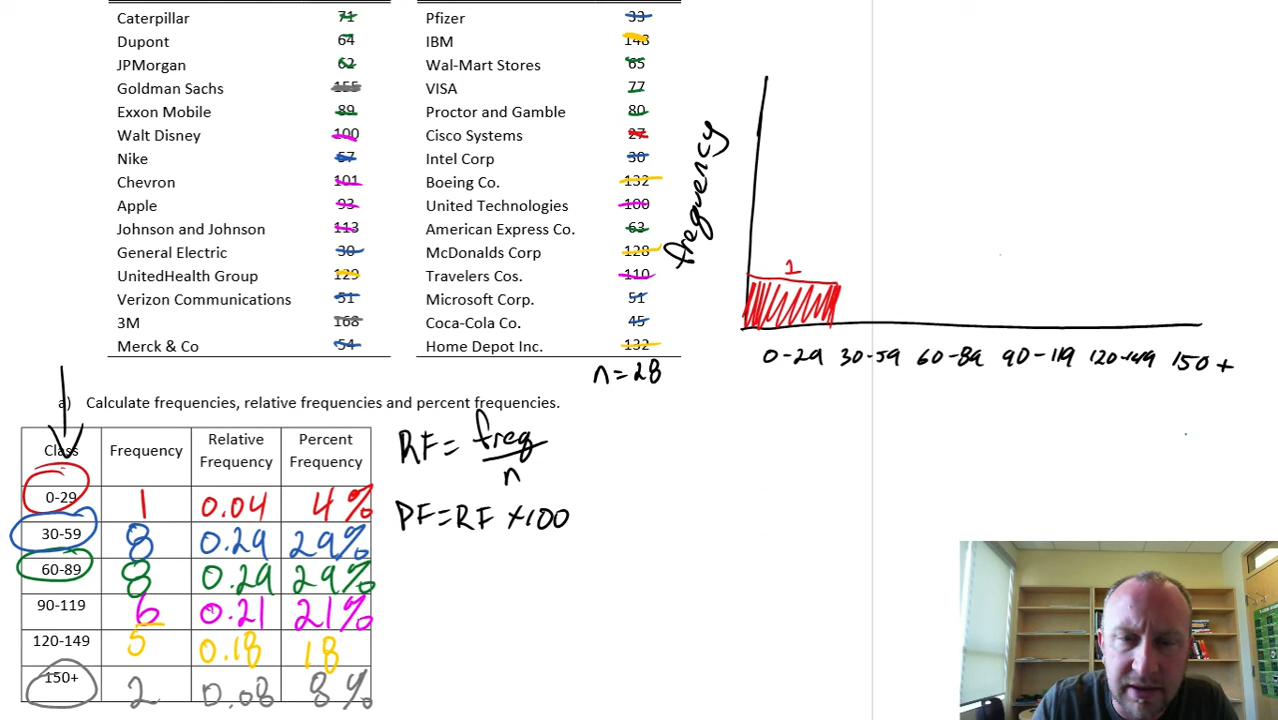 Caterpillar 71
Dupont 64
JPMorgan 62
Goldman Sachs 155
Exxon Mobile 89
Walt Disney 100
Nike 57
Chevron 101
Apple 93
Johnson and Johnson 113
General Electric 30
UnitedHealth Group 129
Verizon Communications 51
3M 168
Merck & Co 54
Pfizer 33
IBM 148
Wal-Mart Stores 65
VISA 77
Proctor and Gamble 80
Cisco Systems 27
Intel Corp 30
Boeing Co. 132
United Technologies 100
American Express Co. 63
McDonalds Corp 128
Travelers Cos. 110
Microsoft Corp. 51
Coca-Cola Co. 45
Home Depot Inc. 132
n=28
a) Calculate frequencies, relative frequencies and percent frequencies.
Class Frequency Relative Frequency Percent Frequency
0-29 1 0.04 4%
30-59 8 0.29 29%
60-89 8 0.29 29%
90-119 6 0.21 21%
120-149 5 0.18 18
150+ 2 0.08 8%
RF = freq
n
PF=RF ×100
frequency
1
0-29 30-59 60-89 90-119 120-149 150+